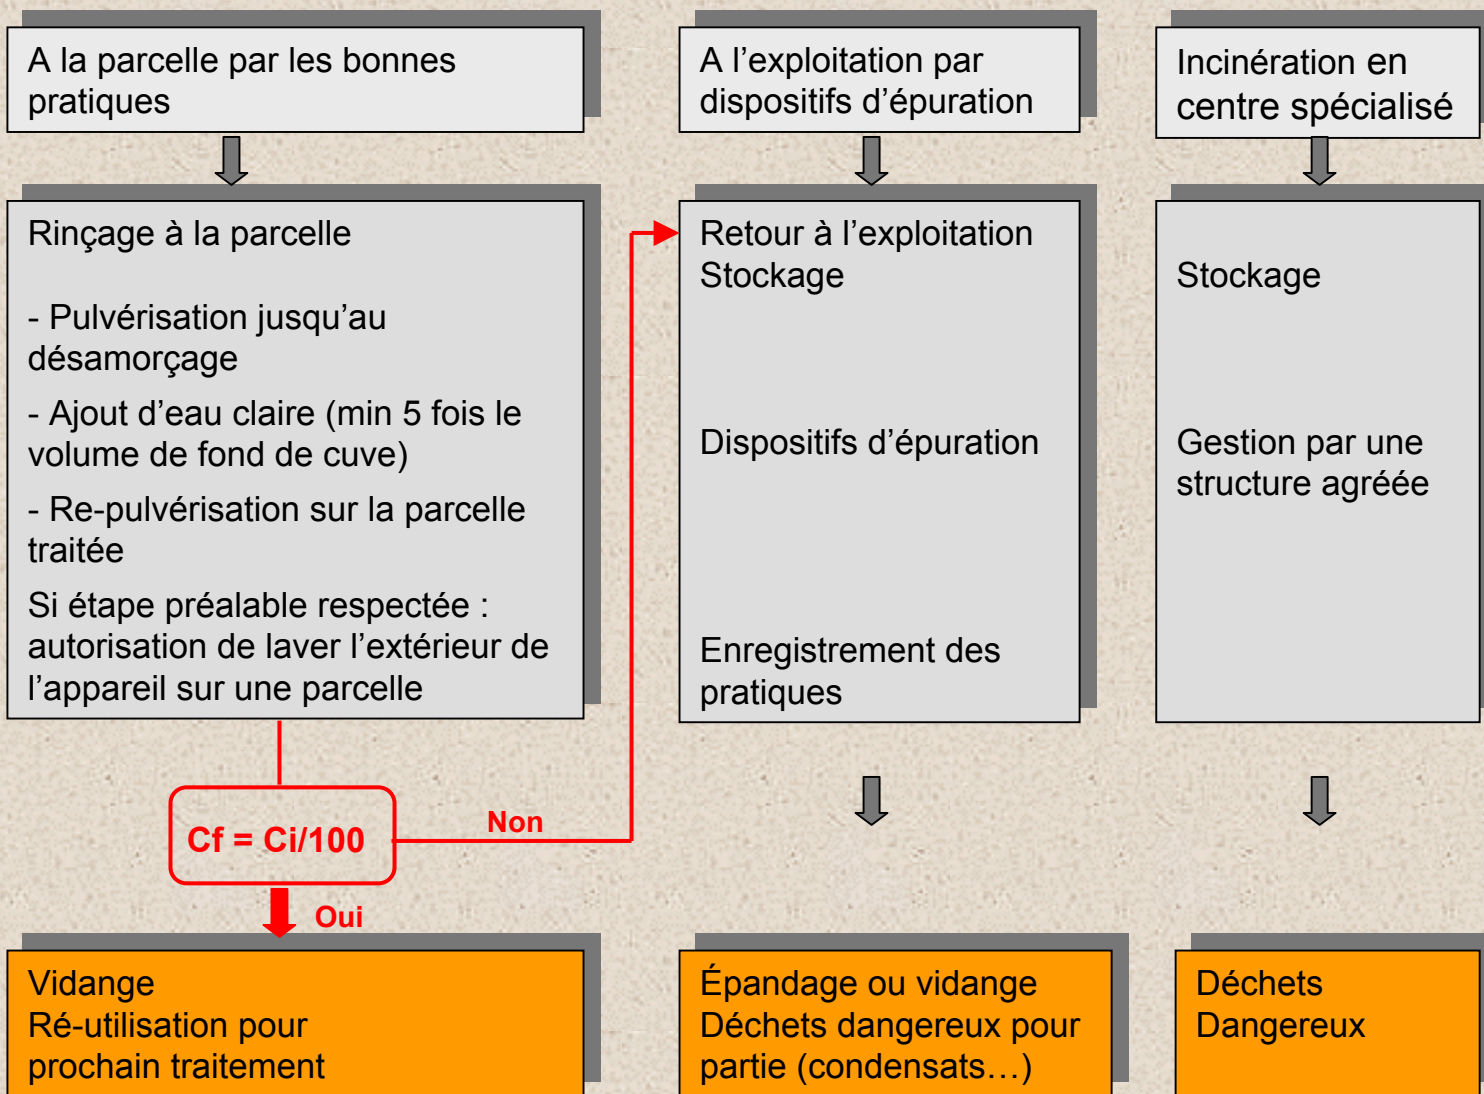 A la parcelle par les bonnes
pratiques
A l’exploitation par
dispositifs d’épuration
Incinération en
centre spécialisé
Rinçage à la parcelle
- Pulvérisation jusqu’au
désamorçage
- Ajout d’eau claire (min 5 fois le
volume de fond de cuve)
- Re-pulvérisation sur la parcelle
traitée
Si étape préalable respectée :
autorisation de laver l’extérieur de
l’appareil sur une parcelle
Retour à l’exploitation
Stockage
Dispositifs d’épuration
Enregistrement des
pratiques
Stockage
Gestion par une
structure agréée
Cf = Ci/100
Non
Oui
Vidange
Ré-utilisation pour
prochain traitement
Épandage ou vidange
Déchets dangereux pour
partie (condensats…)
Déchets
Dangereux